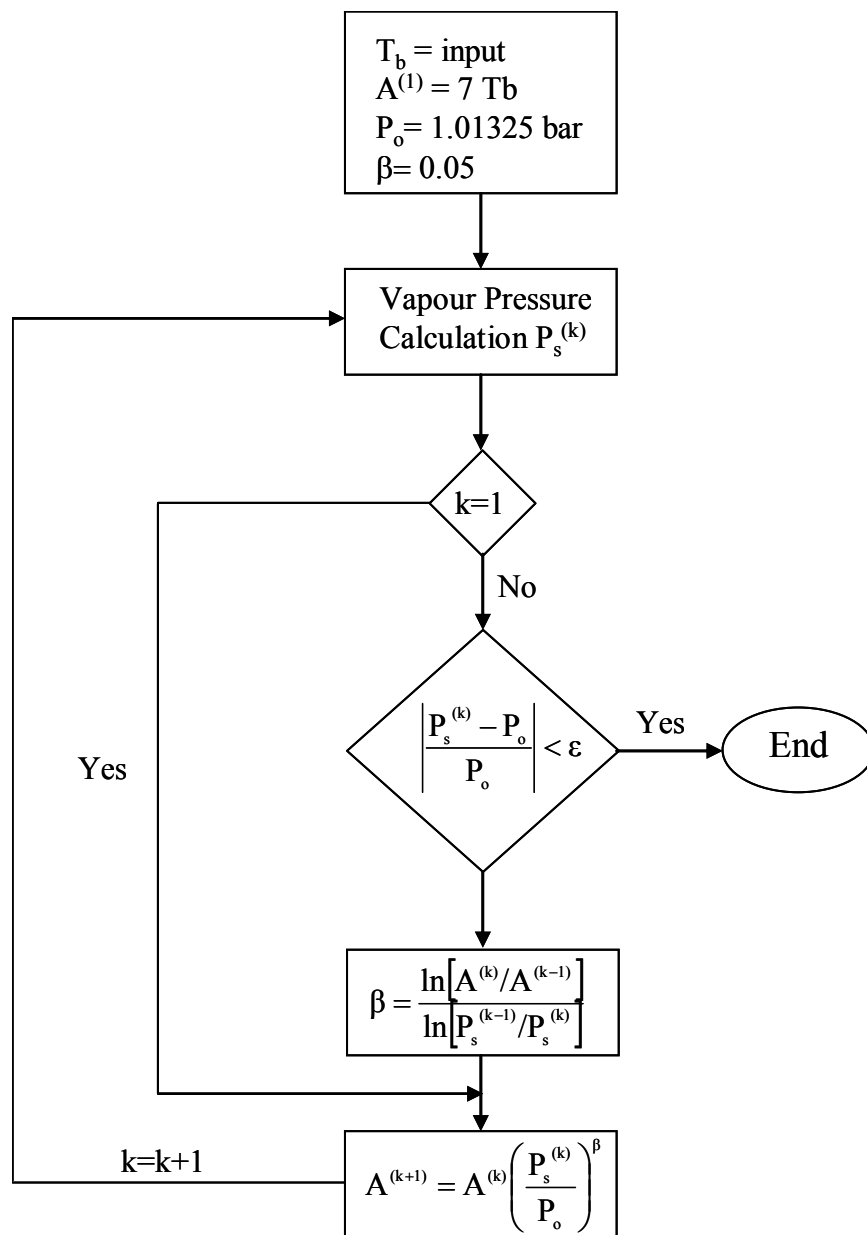 T_b = input
A^(1) = 7 Tb
P_o= 1.01325 bar
β= 0.05
Vapour Pressure
Calculation P_s^(k)
k=1
No
Yes
|(P_s^(k) − P_o)/P_o| < ε
Yes
End
β = ln[A^(k)/A^(k−1)] / ln[P_s^(k−1)/P_s^(k)]
k=k+1
A^(k+1) = A^(k)(P_s^(k)/P_o)^β